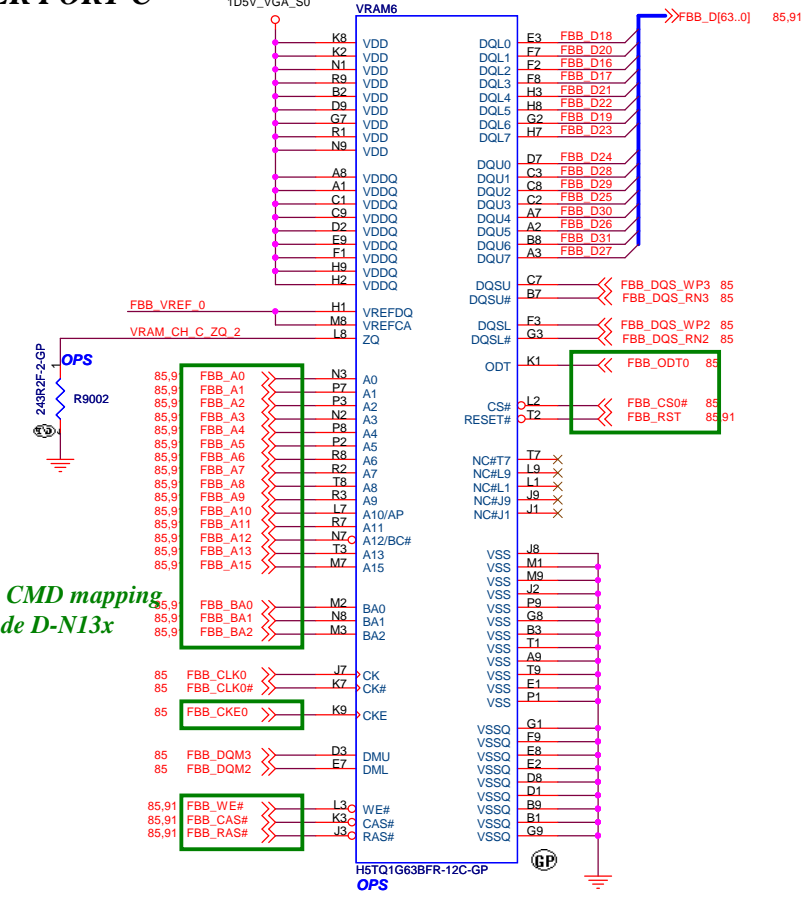 1D5V_VGA_S0
VRAM6
FBB_D[63..0] 85,91
K8 VDD DQL0 E3 FBB_D18
K2 VDD DQL1 F7 FBB_D20
N1 VDD DQL2 F2 FBB_D16
R9 VDD DQL3 F8 FBB_D17
B2 VDD DQL4 H3 FBB_D21
D9 VDD DQL5 H8 FBB_D22
G7 VDD DQL6 G2 FBB_D19
R1 VDD DQL7 H7 FBB_D23
N9 VDD
A8 VDDQ DQU0 D7 FBB_D24
A1 VDDQ DQU1 C3 FBB_D28
C1 VDDQ DQU2 C8 FBB_D29
C9 VDDQ DQU3 C2 FBB_D25
D2 VDDQ DQU4 A7 FBB_D30
E9 VDDQ DQU5 A2 FBB_D26
F1 VDDQ DQU6 B8 FBB_D31
H9 VDDQ DQU7 A3 FBB_D27
H2 VDDQ
DQSU C7 FBB_DQS_WP3 85
DQSU# B7 FBB_DQS_RN3 85
FBB_VREF_0 H1 VREFDQ
M8 VREFCA DQSL F3 FBB_DQS_WP2 85
VRAM_CH_C_ZQ_2 L8 ZQ DQSL# G3 FBB_DQS_RN2 85
243R2F-2-GP 1 OPS
R9002
ODT K1 FBB_ODT0 85
CS# L2 FBB_CS0# 85
RESET# T2 FBB_RST 85,91
85,9 FBB_A0 N3 A0
85,9 FBB_A1 P7 A1
85,9 FBB_A2 P3 A2
85,9 FBB_A3 N2 A3
85,9 FBB_A4 P8 A4
85,9 FBB_A5 P2 A5
85,9 FBB_A6 R8 A6
85,9 FBB_A7 R2 A7
85,9 FBB_A8 T8 A8
85,9 FBB_A9 R3 A9
85,9 FBB_A10 L7 A10/AP
85,9 FBB_A11 R7 A11
85,9 FBB_A12 N7 A12/BC#
85,9 FBB_A13 T3 A13
85,9 FBB_A15 M7 A15
NC#T7 T7
NC#L9 L9
NC#L1 L1
NC#J9 J9
NC#J1 J1
CMD mapping
de D-N13x
85,9 FBB_BA0 M2 BA0
85,9 FBB_BA1 N8 BA1
85,9 FBB_BA2 M3 BA2
VSS J8
VSS M1
VSS M9
VSS J2
VSS P9
VSS G8
VSS B3
VSS T1
VSS A9
VSS T9
VSS E1
VSS P1
85 FBB_CLK0 J7 CK
85 FBB_CLK0# K7 CK#
85 FBB_CKE0 K9 CKE
85 FBB_DQM3 D3 DMU
85 FBB_DQM2 E7 DML
VSSQ G1
VSSQ F9
VSSQ E8
VSSQ E2
VSSQ D8
VSSQ D1
VSSQ B9
VSSQ B1
VSSQ G9
85,91 FBB_WE# L3 WE#
85,91 FBB_CAS# K3 CAS#
85,91 FBB_RAS# J3 RAS#
GP
H5TQ1G63BFR-12C-GP
OPS